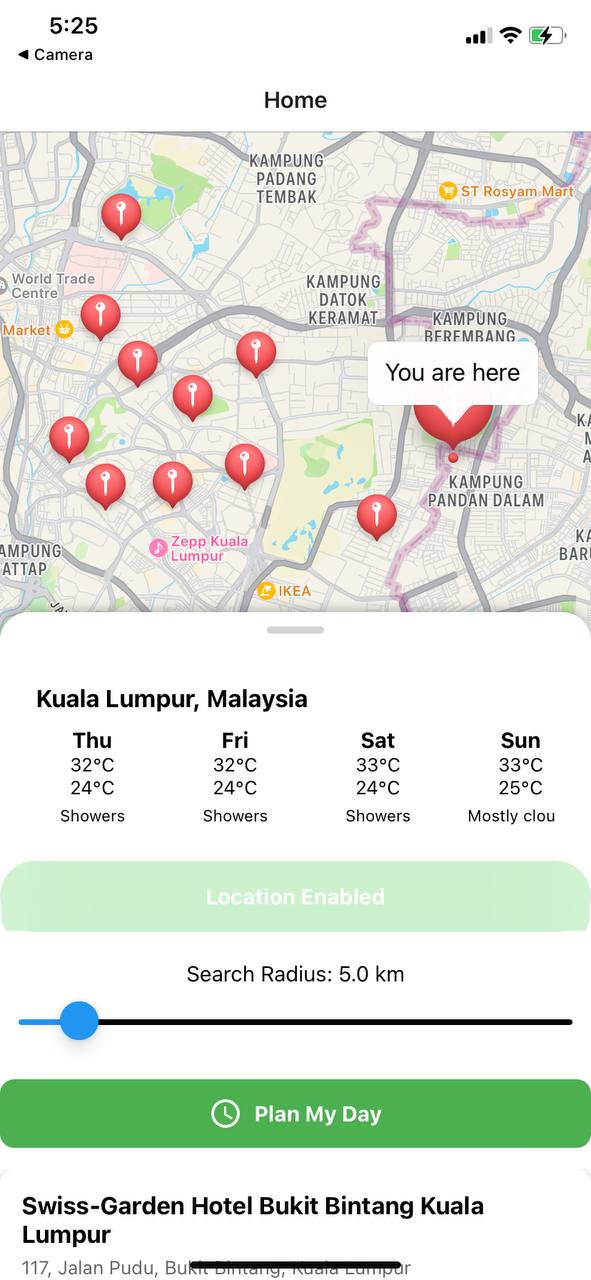 5:25
◀ Camera
Home
KAMPUNG
PADANG
TEMBAK
ST Rosyam Mart
World Trade
Centre
KAMPUNG
DATOK
KERAMAT
Market
KAMPUNG
BEREMBANG
You are here
KAMPUNG
PANDAN DALAM
Zepp Kuala
Lumpur
AMPUNG
ATTAP
KA
BARU
IKEA
Kuala Lumpur, Malaysia
Thu Fri Sat Sun
32°C 32°C 33°C 33°C
24°C 24°C 24°C 25°C
Showers Showers Showers Mostly clou
Location Enabled
Search Radius: 5.0 km
Plan My Day
Swiss-Garden Hotel Bukit Bintang Kuala
Lumpur
117, Jalan Pudu, Bukit Bintang, Kuala Lumpur